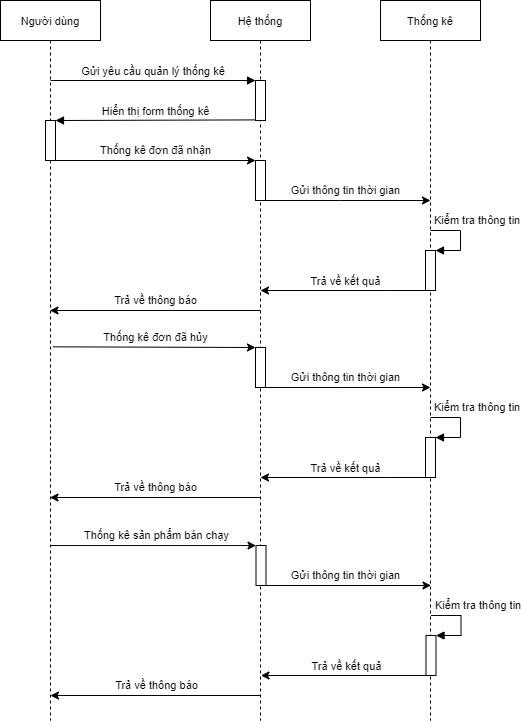 Người dùng
Hệ thống
Thống kê
Gửi yêu cầu quản lý thống kê
Hiển thị form thống kê
Thống kê đơn đã nhận
Gửi thông tin thời gian
Kiểm tra thông tin
Trả về kết quả
Trả về thông báo
Thống kê đơn đã hủy
Gửi thông tin thời gian
Kiểm tra thông tin
Trả về kết quả
Trả về thông báo
Thống kê sản phẩm bán chạy
Gửi thông tin thời gian
Kiểm tra thông tin
Trả về kết quả
Trả về thông báo